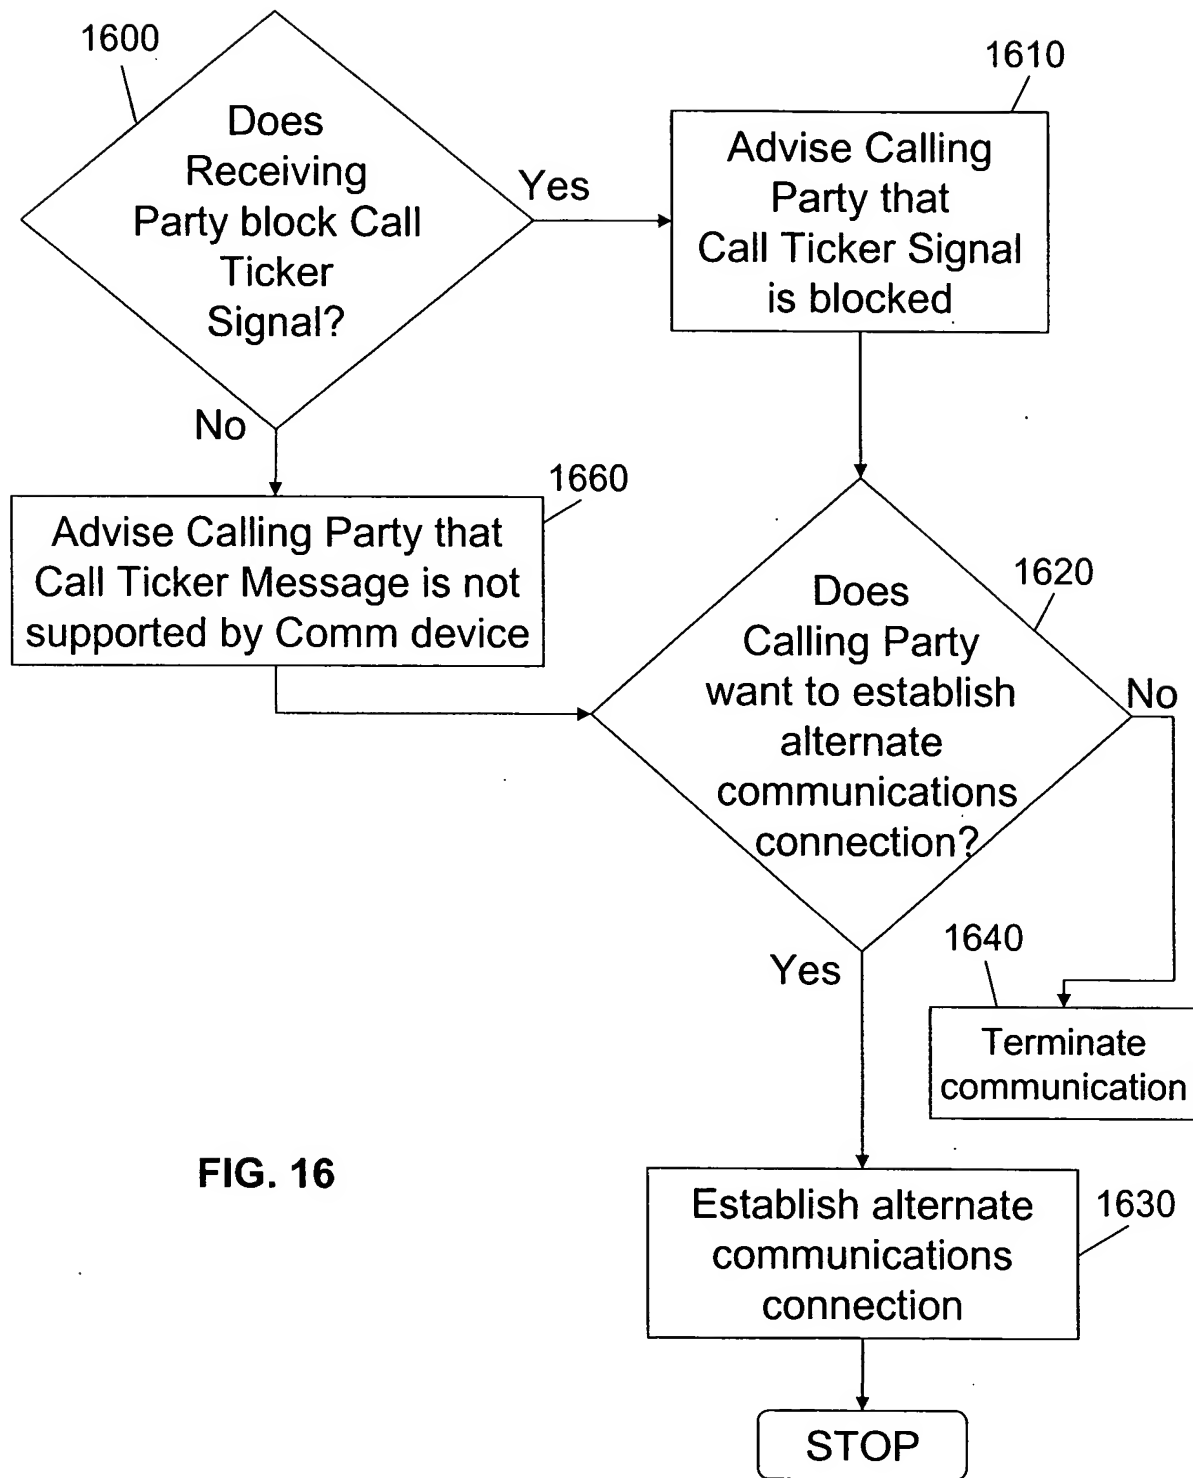 1600
Does
Receiving
Party block Call
Ticker
Signal?
Yes
1610
Advise Calling
Party that
Call Ticker Signal
is blocked
No
1660
Advise Calling Party that
Call Ticker Message is not
supported by Comm device
1620
Does
Calling Party
want to establish
alternate
communications
connection?
No
Yes
1640
Terminate
communication
FIG. 16
1630
Establish alternate
communications
connection
STOP